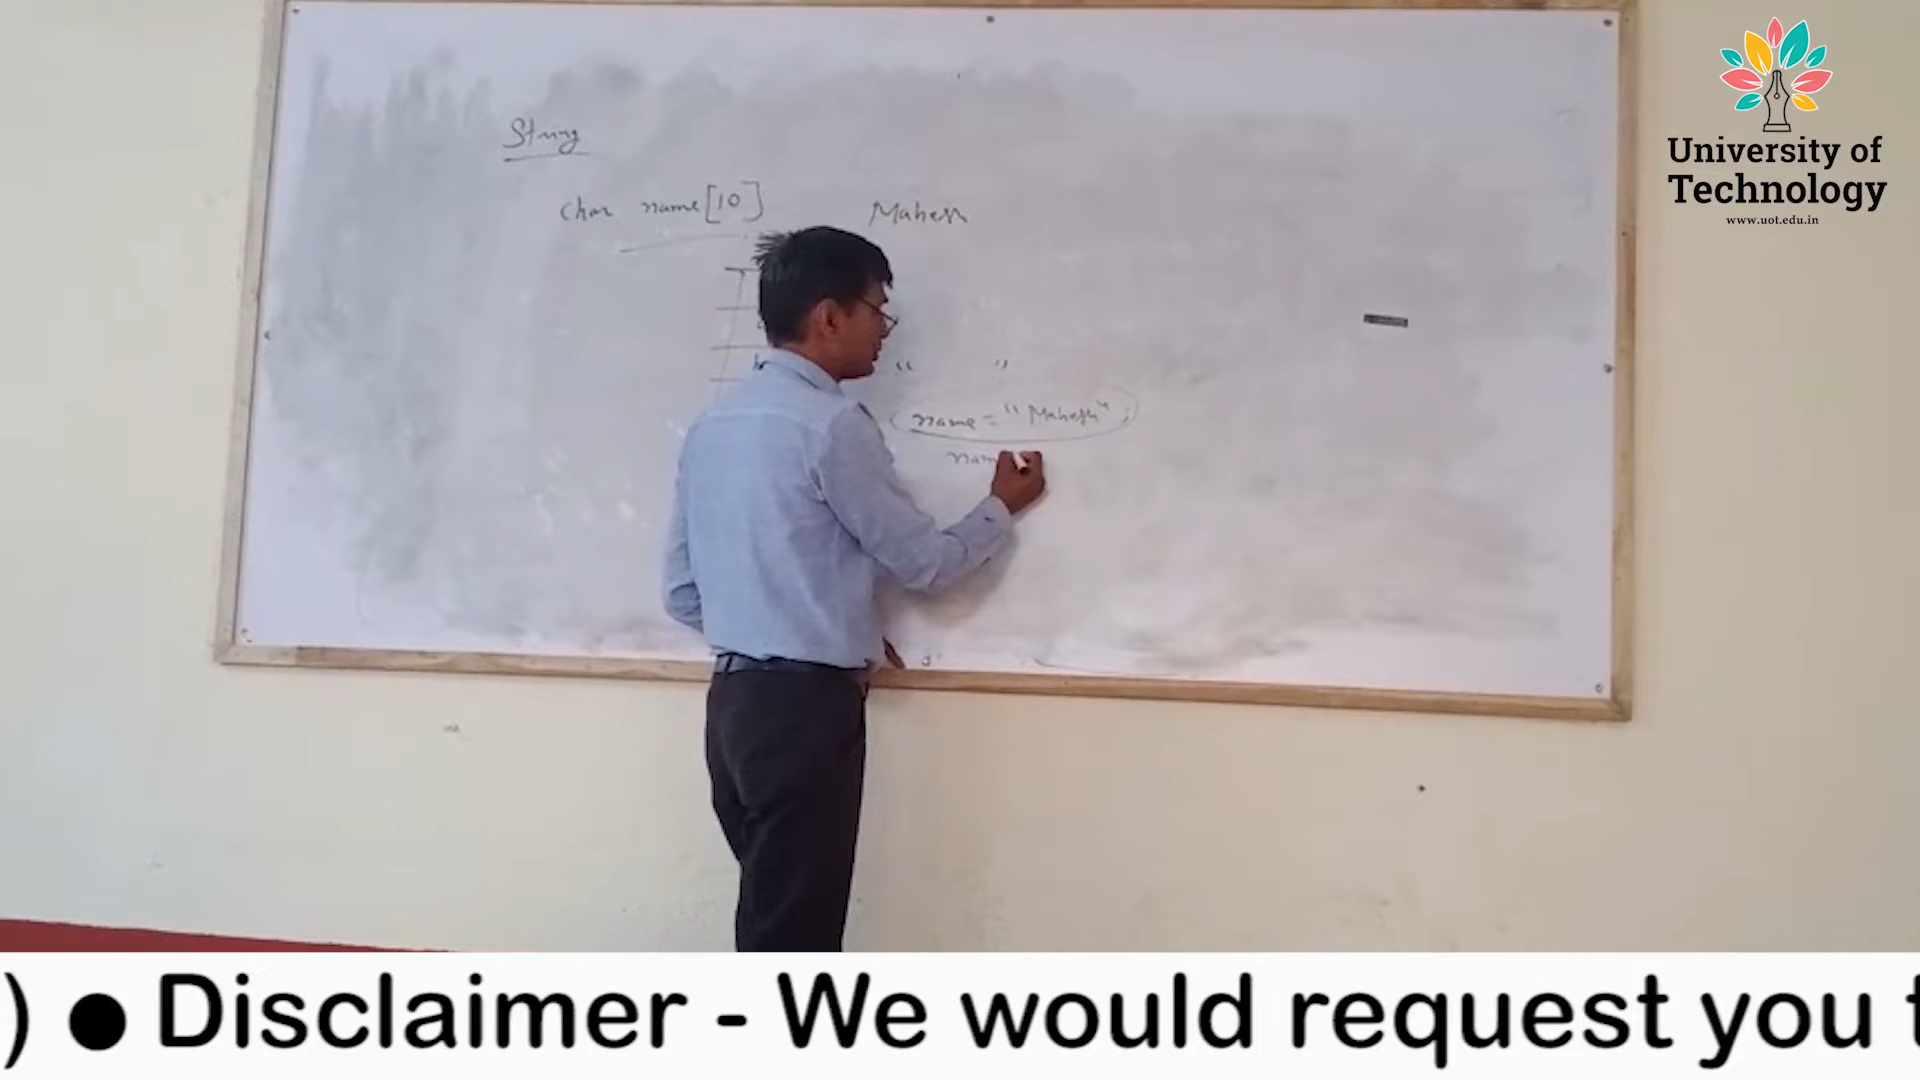 String
char name[10]
Mahesh
" "
name = "Mahesh";
nam
University of
Technology
www.uot.edu.in
) ● Disclaimer - We would request you t